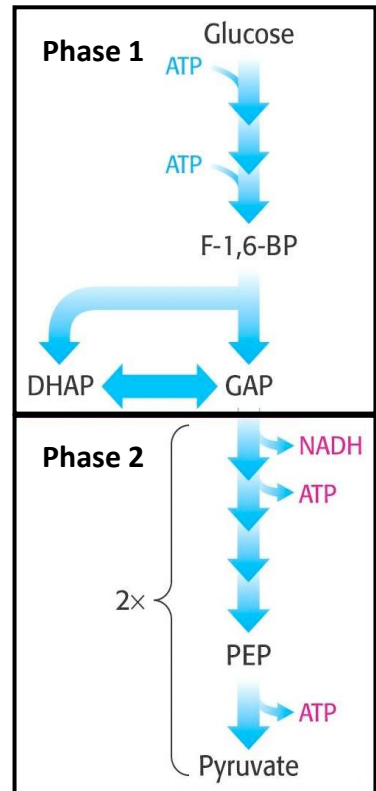 Glucose
Phase 1
ATP
ATP
F-1,6-BP
DHAP GAP
Phase 2
NADH
ATP
2×
PEP
ATP
Pyruvate